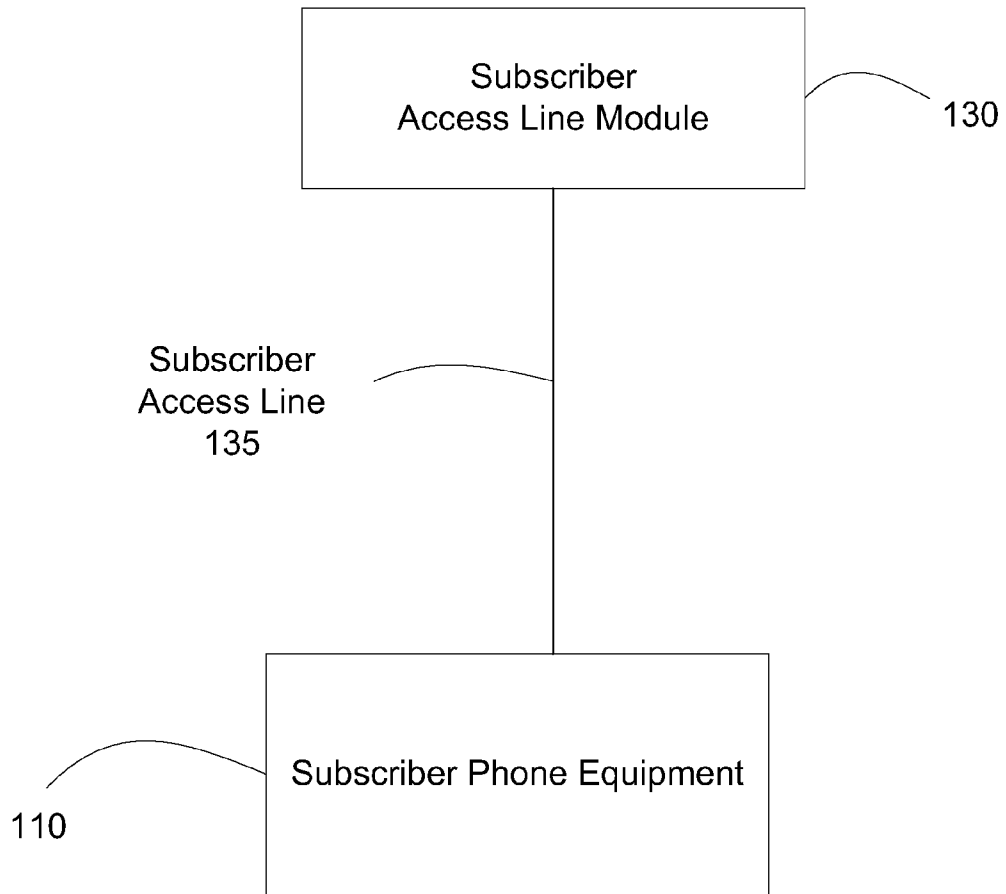 Subscriber
Access Line Module
130
Subscriber
Access Line
135
Subscriber Phone Equipment
110